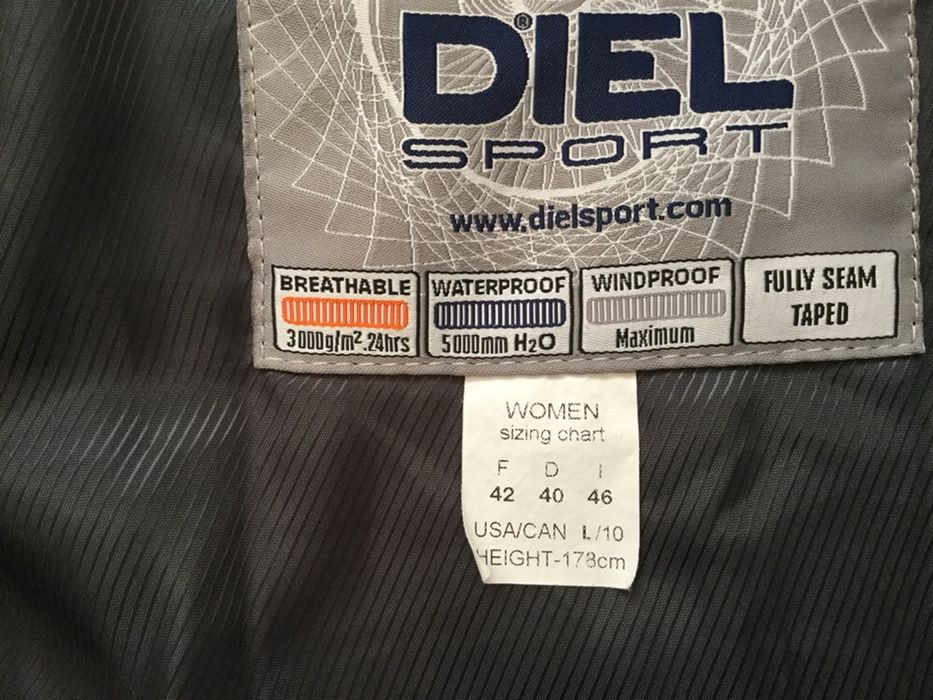 DIEL®
SPORT
www.dielsport.com
BREATHABLE
3000g/m².24hrs
WATERPROOF
5000mm H2O
WINDPROOF
Maximum
FULLY SEAM
TAPED
WOMEN
sizing chart
F D I
42 40 46
USA/CAN L/10
HEIGHT-178cm